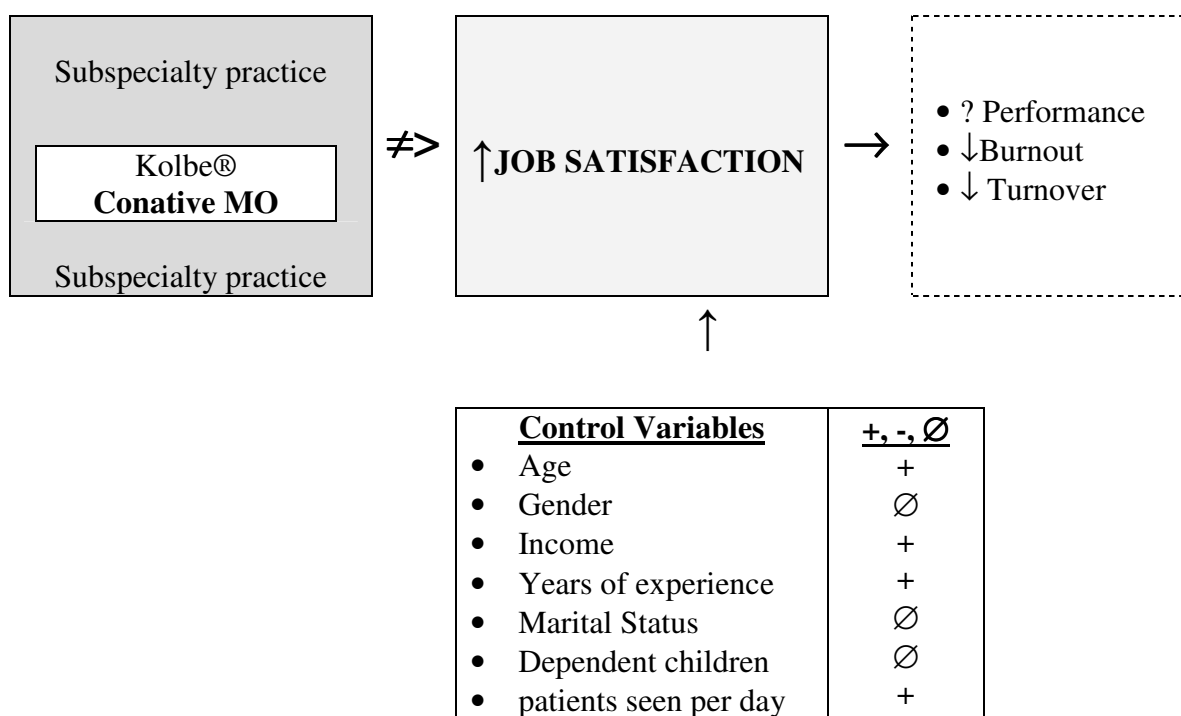 Subspecialty practice
Kolbe®
Conative MO
Subspecialty practice
≠>
↑JOB SATISFACTION
→
• ? Performance
• ↓Burnout
• ↓ Turnover
↑
Control Variables +, -, ∅
• Age +
• Gender ∅
• Income +
• Years of experience +
• Marital Status ∅
• Dependent children ∅
• patients seen per day +